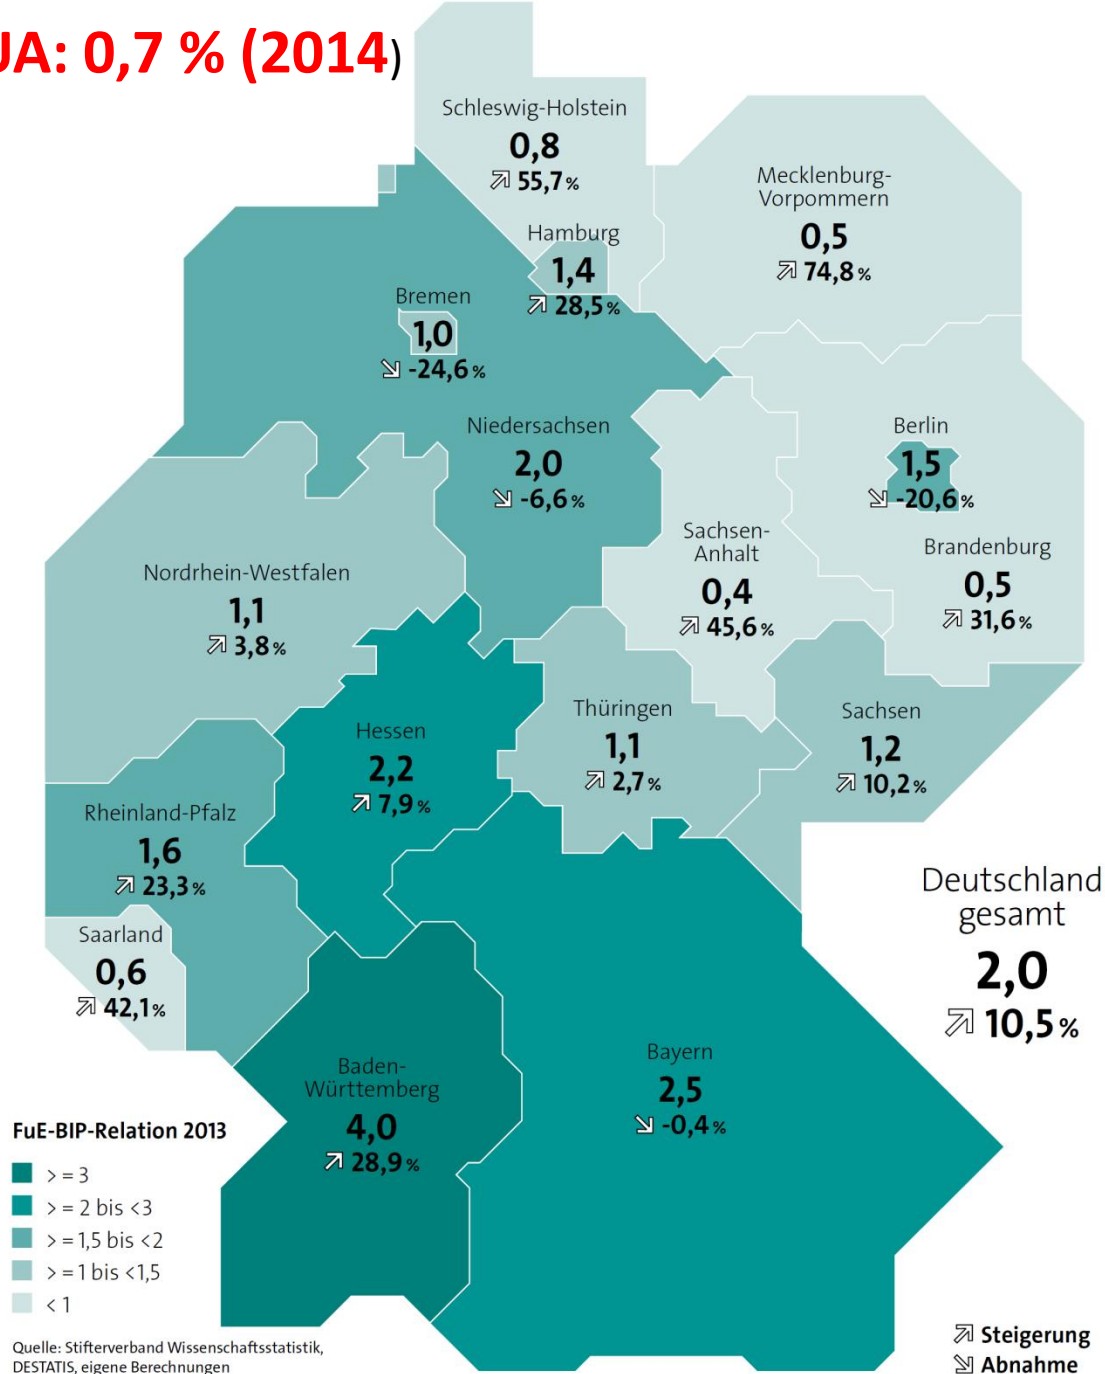 UA: 0,7 % (2014)
Schleswig-Holstein
0,8
55,7 %
Mecklenburg-
Vorpommern
0,5
74,8 %
Hamburg
1,4
28,5 %
Bremen
1,0
-24,6 %
Niedersachsen
2,0
-6,6 %
Berlin
1,5
-20,6 %
Sachsen-
Anhalt
0,4
45,6 %
Brandenburg
0,5
31,6 %
Nordrhein-Westfalen
1,1
3,8 %
Hessen
2,2
7,9 %
Thüringen
1,1
2,7 %
Sachsen
1,2
10,2 %
Rheinland-Pfalz
1,6
23,3 %
Saarland
0,6
42,1 %
Deutschland
gesamt
2,0
10,5 %
Baden-
Württemberg
4,0
28,9 %
Bayern
2,5
-0,4 %
FuE-BIP-Relation 2013
> = 3
> = 2 bis <3
> = 1,5 bis <2
> = 1 bis <1,5
< 1
Quelle: Stifterverband Wissenschaftsstatistik,
DESTATIS, eigene Berechnungen
Steigerung
Abnahme